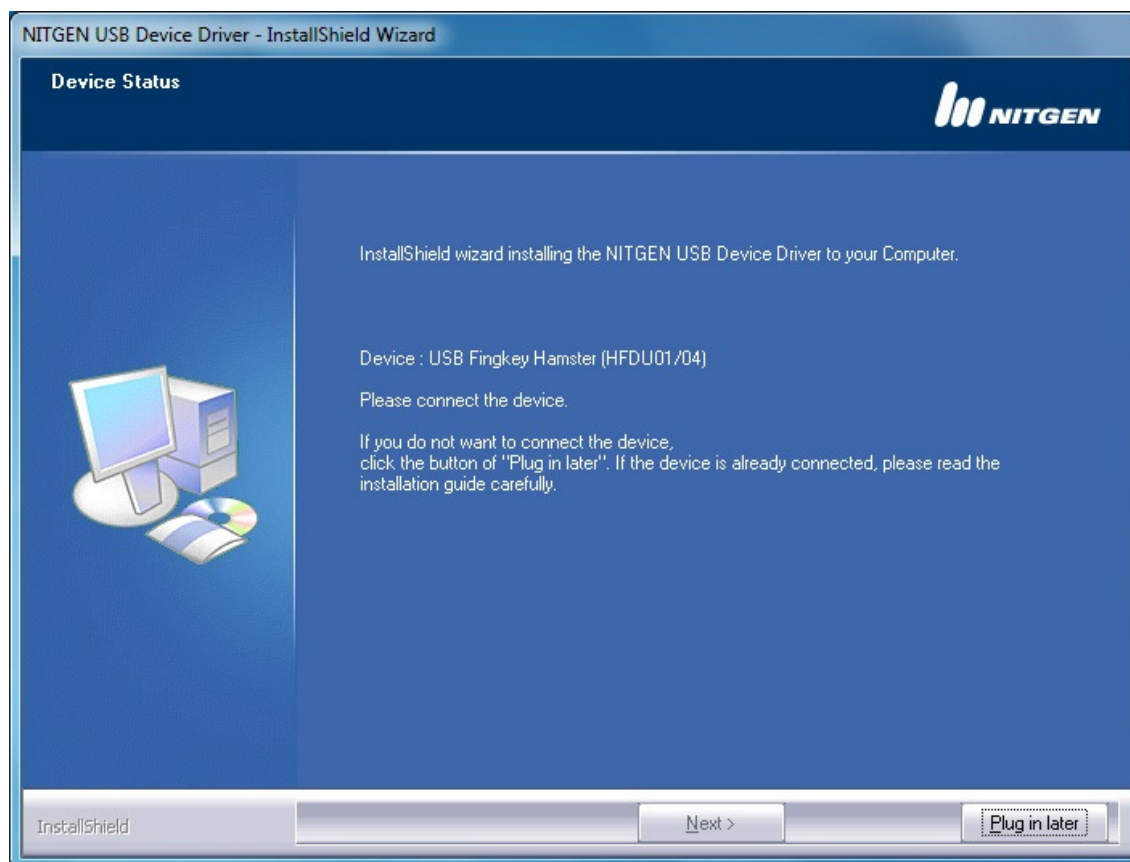 NITGEN USB Device Driver - InstallShield Wizard
Device Status
NITGEN
InstallShield wizard installing the NITGEN USB Device Driver to your Computer.
Device : USB Fingkey Hamster (HFDU01/04)
Please connect the device.
If you do not want to connect the device,
click the button of "Plug in later". If the device is already connected, please read the
installation guide carefully.
InstallShield
Next >
Plug in later